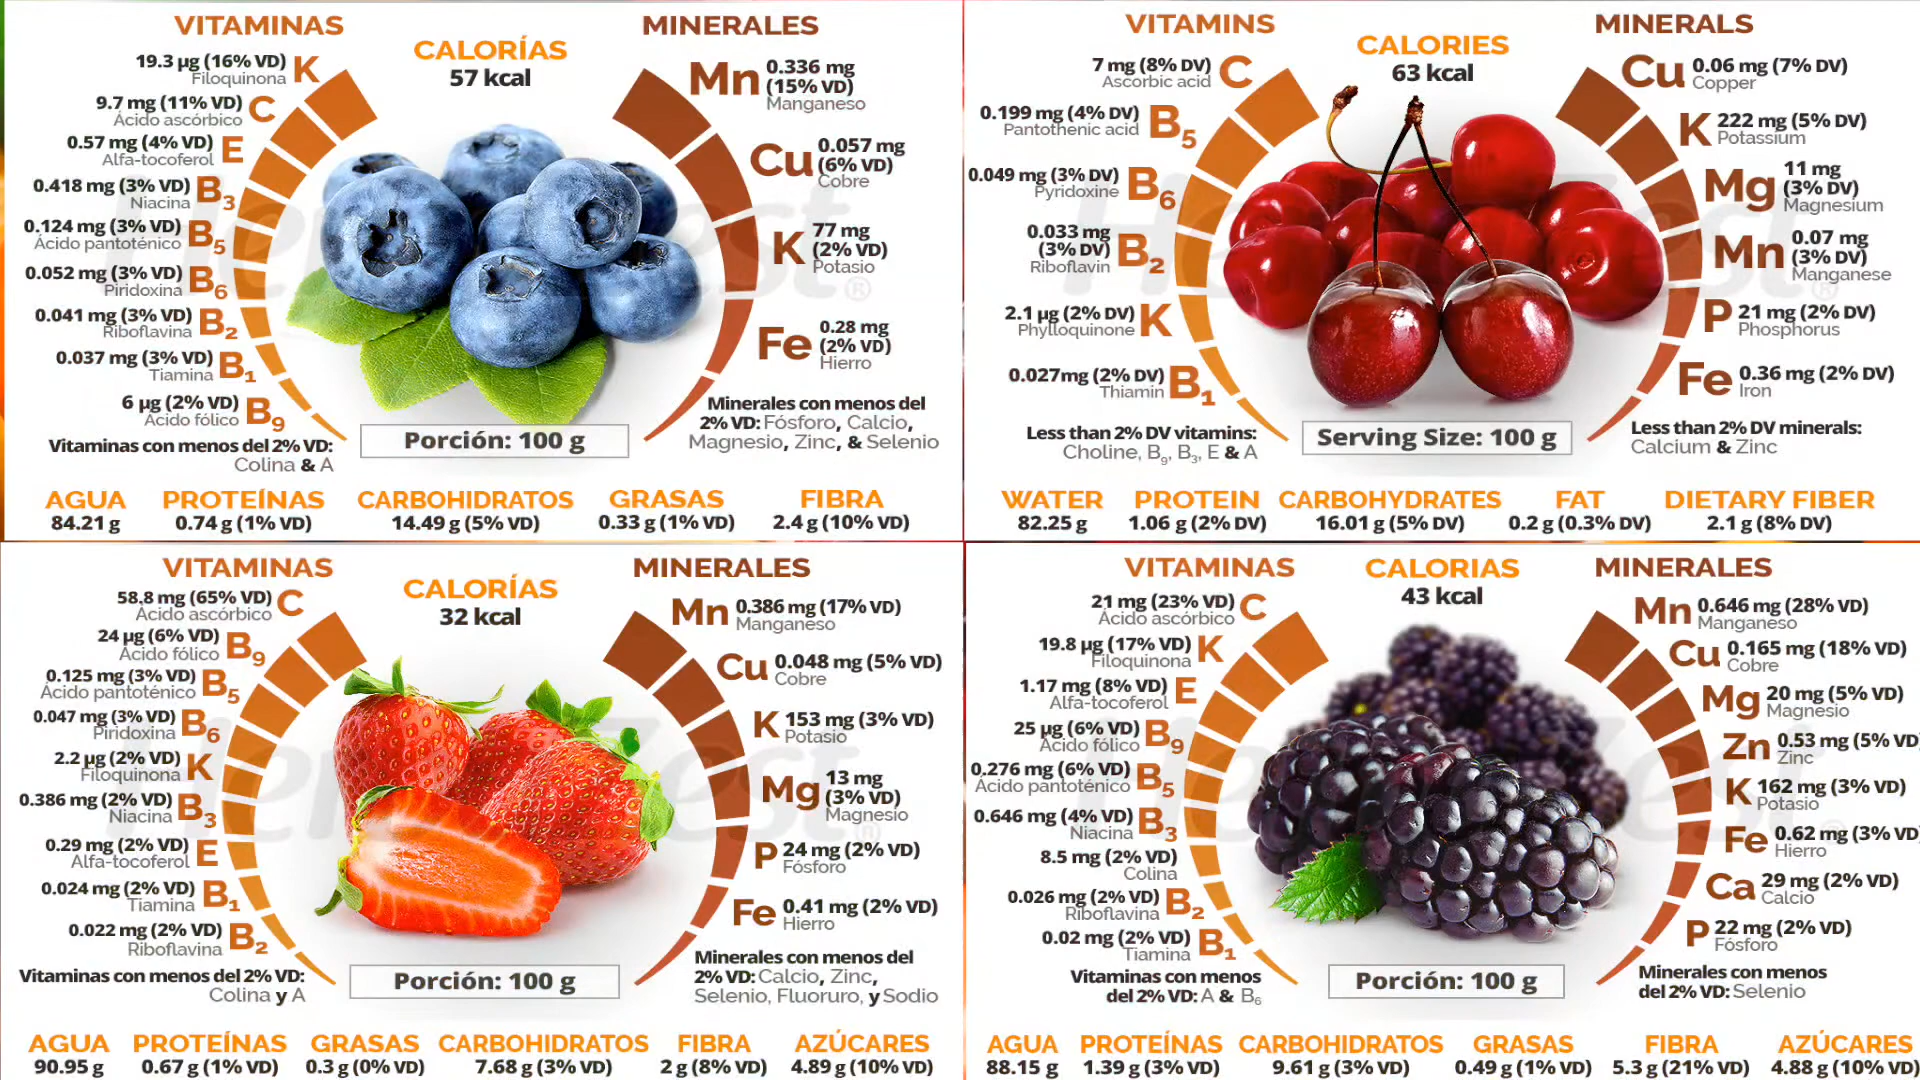 VITAMINAS
CALORÍAS
57 kcal
MINERALES
19.3 µg (16% VD) K
Filoquinona
9.7 mg (11% VD) C
Ácido ascórbico
0.57 mg (4% VD) E
Alfa-tocoferol
0.418 mg (3% VD) B3
Niacina
0.124 mg (3% VD) B5
Ácido pantoténico
0.052 mg (3% VD) B6
Piridoxina
0.041 mg (3% VD) B2
Riboflavina
0.037 mg (3% VD) B1
Tiamina
6 µg (2% VD) B9
Ácido fólico
Vitaminas con menos del 2% VD:
Colina & A
Mn 0.336 mg
(15% VD)
Manganeso
Cu 0.057 mg
(6% VD)
Cobre
K 77 mg
(2% VD)
Potasio
Fe 0.28 mg
(2% VD)
Hierro
Minerales con menos del
2% VD: Fósforo, Calcio,
Magnesio, Zinc, & Selenio
Porción: 100 g
AGUA PROTEÍNAS CARBOHIDRATOS GRASAS FIBRA
84.21 g 0.74 g (1% VD) 14.49 g (5% VD) 0.33 g (1% VD) 2.4 g (10% VD)
VITAMINS
CALORIES
63 kcal
MINERALS
7 mg (8% DV) C
Ascorbic acid
0.199 mg (4% DV) B5
Pantothenic acid
0.049 mg (3% DV) B6
Pyridoxine
0.033 mg
(3% DV) B2
Riboflavin
2.1 µg (2% DV) K
Phylloquinone
0.027mg (2% DV) B1
Thiamin
Less than 2% DV vitamins:
Choline, B9, B3, E & A
Cu 0.06 mg (7% DV)
Copper
K 222 mg (5% DV)
Potassium
Mg 11 mg
(3% DV)
Magnesium
Mn 0.07 mg
(3% DV)
Manganese
P 21 mg (2% DV)
Phosphorus
Fe 0.36 mg (2% DV)
Iron
Less than 2% DV minerals:
Calcium & Zinc
Serving Size: 100 g
WATER PROTEIN CARBOHYDRATES FAT DIETARY FIBER
82.25 g 1.06 g (2% DV) 16.01 g (5% DV) 0.2 g (0.3% DV) 2.1 g (8% DV)
VITAMINAS
CALORÍAS
32 kcal
MINERALES
58.8 mg (65% VD) C
Ácido ascórbico
24 µg (6% VD) B9
Ácido fólico
0.125 mg (3% VD) B5
Ácido pantoténico
0.047 mg (3% VD) B6
Piridoxina
2.2 µg (2% VD) K
Filoquinona
0.386 mg (2% VD) B3
Niacina
0.29 mg (2% VD) E
Alfa-tocoferol
0.024 mg (2% VD) B1
Tiamina
0.022 mg (2% VD) B2
Riboflavina
Vitaminas con menos del 2% VD:
Colina y A
Mn 0.386 mg (17% VD)
Manganeso
Cu 0.048 mg (5% VD)
Cobre
K 153 mg (3% VD)
Potasio
Mg 13 mg
(3% VD)
Magnesio
P 24 mg (2% VD)
Fósforo
Fe 0.41 mg (2% VD)
Hierro
Minerales con menos del
2% VD: Calcio, Zinc,
Selenio, Fluoruro, y Sodio
Porción: 100 g
AGUA PROTEÍNAS GRASAS CARBOHIDRATOS FIBRA AZÚCARES
90.95 g 0.67 g (1% VD) 0.3 g (0% VD) 7.68 g (3% VD) 2 g (8% VD) 4.89 g (10% VD)
VITAMINAS
CALORIAS
43 kcal
MINERALES
21 mg (23% VD) C
Ácido ascórbico
19.8 µg (17% VD) K
Filoquinona
1.17 mg (8% VD) E
Alfa-tocoferol
25 µg (6% VD) B9
Ácido fólico
0.276 mg (6% VD) B5
Ácido pantoténico
0.646 mg (4% VD) B3
Niacina
8.5 mg (2% VD)
Colina
0.026 mg (2% VD) B2
Riboflavina
0.02 mg (2% VD) B1
Tiamina
Vitaminas con menos
del 2% VD: A & B6
Mn 0.646 mg (28% VD)
Manganeso
Cu 0.165 mg (18% VD)
Cobre
Mg 20 mg (5% VD)
Magnesio
Zn 0.53 mg (5% VD)
Zinc
K 162 mg (3% VD)
Potasio
Fe 0.62 mg (3% VD)
Hierro
Ca 29 mg (2% VD)
Calcio
P 22 mg (2% VD)
Fósforo
Minerales con menos
del 2% VD: Selenio
Porción: 100 g
AGUA PROTEÍNAS CARBOHIDRATOS GRASAS FIBRA AZÚCARES
88.15 g 1.39 g (3% VD) 9.61 g (3% VD) 0.49 g (1% VD) 5.3 g (21% VD) 4.88 g (10% VD)